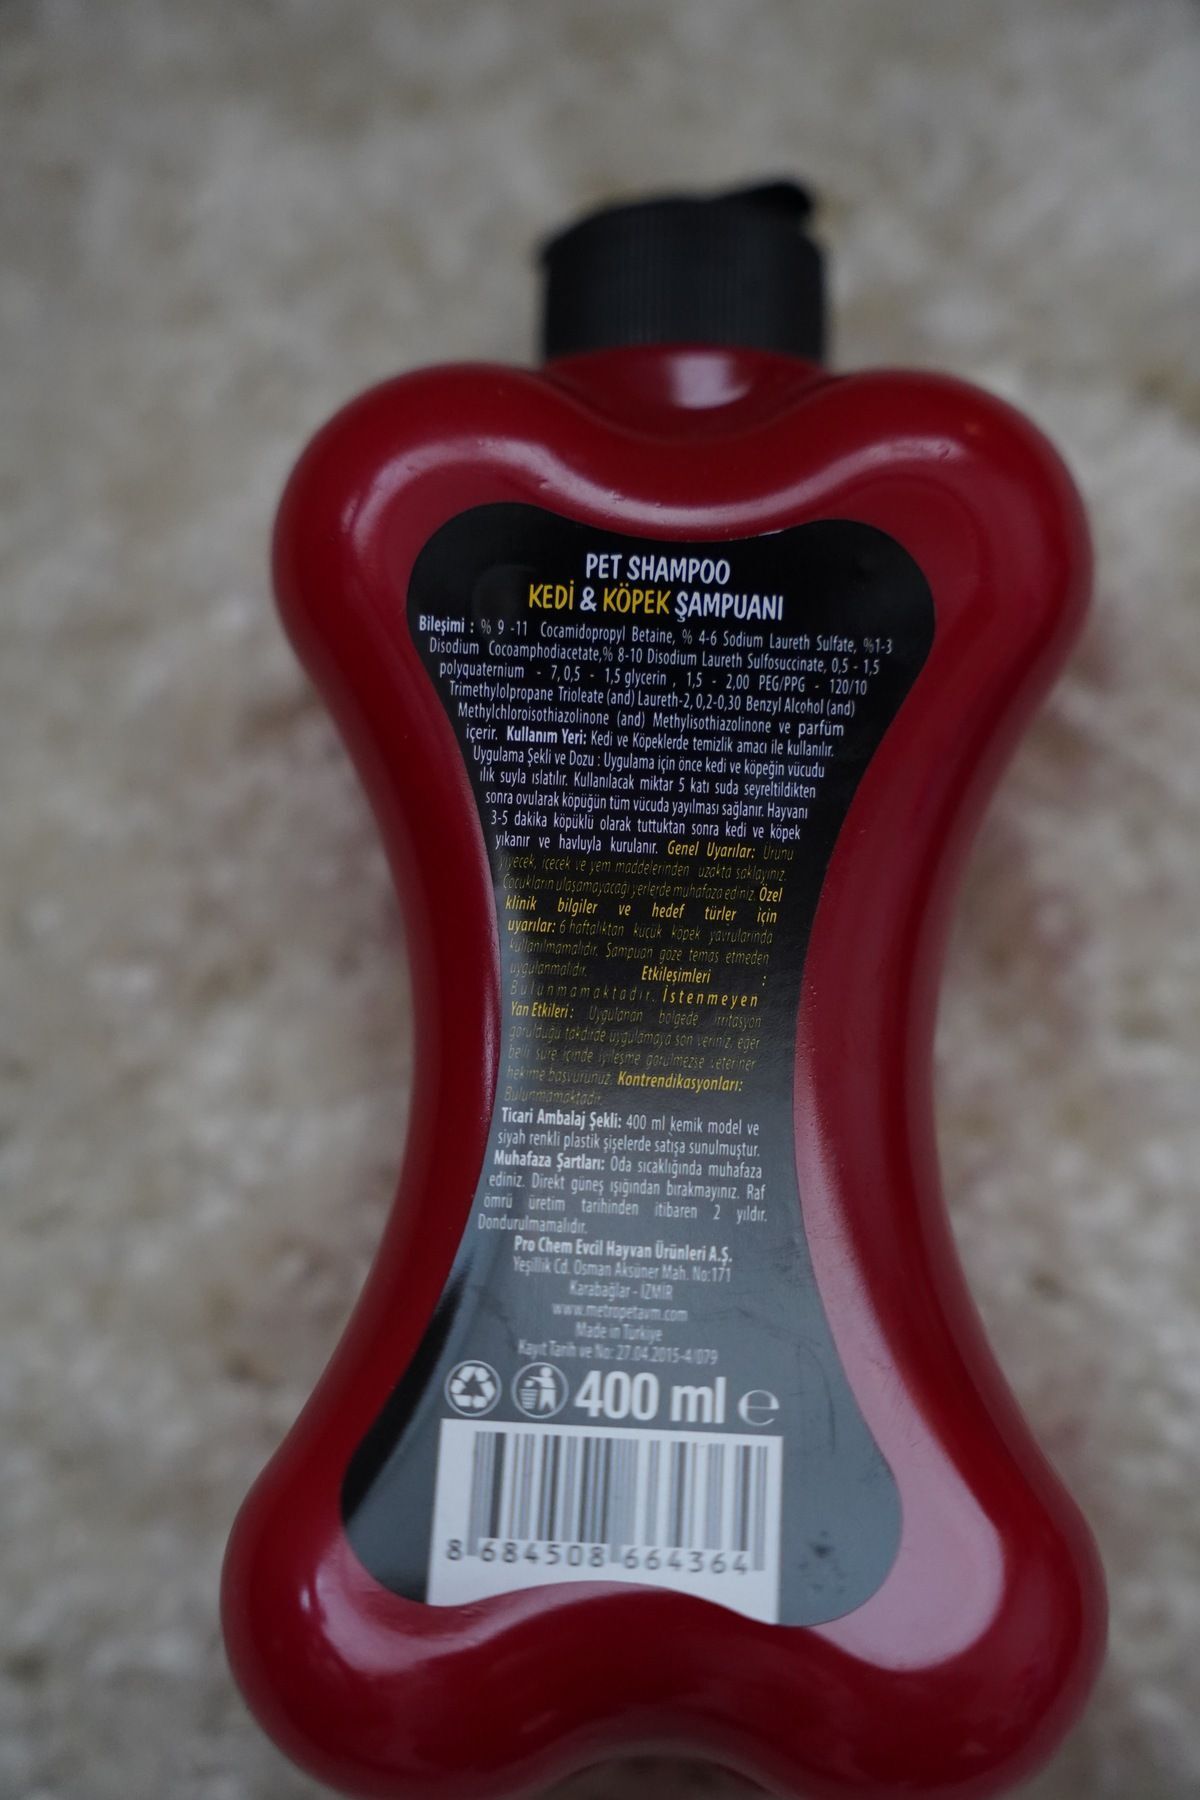 PET SHAMPOO
KEDİ & KÖPEK ŞAMPUANI
Bileşimi : % 9 -11 Cocamidopropyl Betaine, % 4-6 Sodium Laureth Sulfate, %1-3
Disodium Cocoamphodiacetate,% 8-10 Disodium Laureth Sulfosuccinate, 0,5 - 1,5
polyquaternium - 7, 0,5 - 1,5 glycerin , 1,5 - 2,00 PEG/PPG - 120/10
Trimethylolpropane Trioleate (and) Laureth-2, 0,2-0,30 Benzyl Alcohol (and)
Methylchloroisothiazolinone (and) Methylisothiazolinone ve parfüm
içerir. Kullanım Yeri: Kedi ve Köpeklerde temizlik amacı ile kullanılır.
Uygulama Şekli ve Dozu : Uygulama için önce kedi ve köpeğin vücudu
ılık suyla ıslatılır. Kullanılacak miktar 5 katı suda seyreltildikten
sonra ovularak köpüğün tüm vücuda yayılması sağlanır. Hayvanı
3-5 dakika köpüklü olarak tuttuktan sonra kedi ve köpek
yıkanır ve havluyla kurulanır. Genel Uyarılar: Ürünü
yiyecek, içecek ve yem maddelerinden uzakta saklayınız.
Çocukların ulaşamayacağı yerlerde muhafaza ediniz. Özel
klinik bilgiler ve hedef türler için
uyarılar: 6 haftalıktan küçük köpek yavrularında
kullanılmamalıdır. Şampuan göze temas etmeden
uygulanmalıdır. Etkileşimleri :
Bulunmamaktadır. İstenmeyen
Yan Etkileri: Uygulanan bölgede irritasyon
görüldüğü takdirde uygulamaya son veriniz, eğer
belli süre içinde iyileşme görülmezse veteriner
hekime başvurunuz. Kontrendikasyonları:
Bulunmamaktadır.
Ticari Ambalaj Şekli: 400 ml kemik model ve
siyah renkli plastik şişelerde satışa sunulmuştur.
Muhafaza Şartları: Oda sıcaklığında muhafaza
ediniz. Direkt güneş ışığından bırakmayınız. Raf
ömrü üretim tarihinden itibaren 2 yıldır.
Dondurulmamalıdır.
Pro Chem Evcil Hayvan Ürünleri A.Ş.
Yeşillik Cd. Osman Aksüner Mah. No:171
Karabağlar - IZMIR
www.metropetavm.com
Made in Türkiye
Kayıt Tarih ve No: 27.04.2015-4/079
400 ml e
8 684508 664364